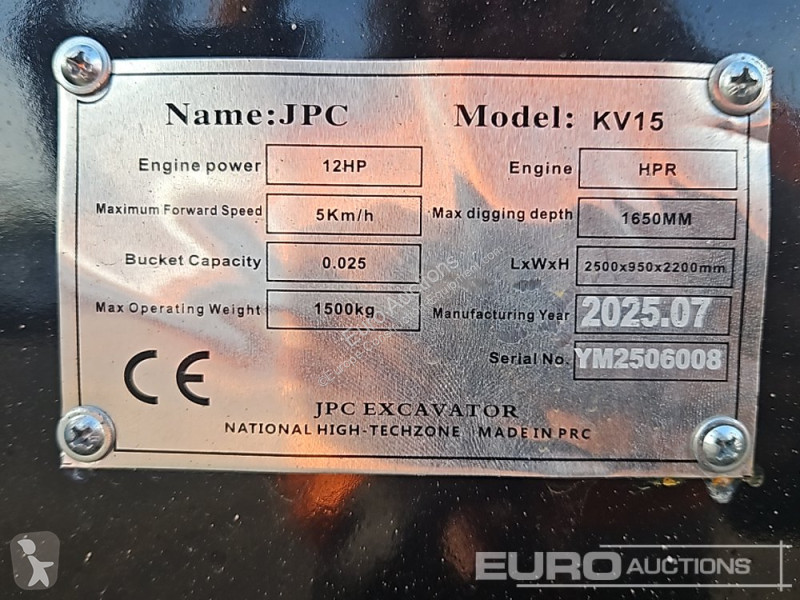 Name:JPC Model: KV15
Engine power 12HP Engine HPR
Maximum Forward Speed 5Km/h Max digging depth 1650MM
Bucket Capacity 0.025 LxWxH 2500x950x2200mm
Max Operating Weight 1500kg Manufacturing Year 2025.07
Serial No. YM2506008
CE
JPC EXCAVATOR
NATIONAL HIGH-TECHZONE MADE IN PRC
Euro Auctions
EURO AUCTIONS